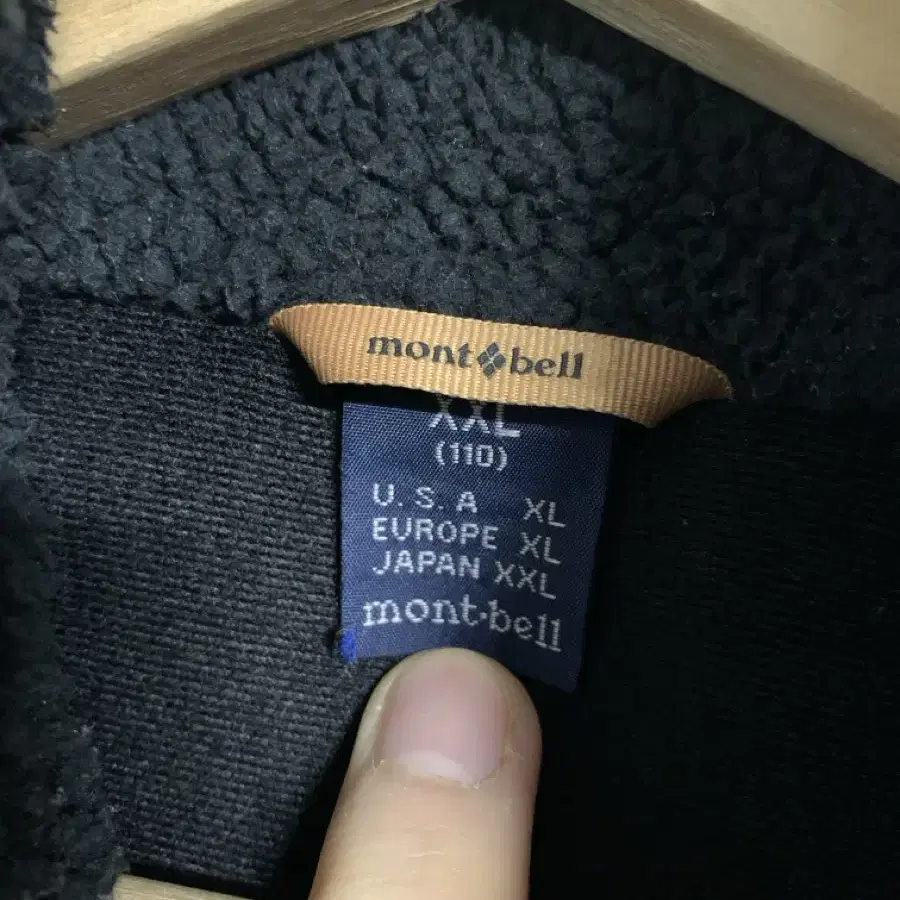 mont bell
XXL
(110)
U.S.A XL
EUROPE XL
JAPAN XXL
mont-bell